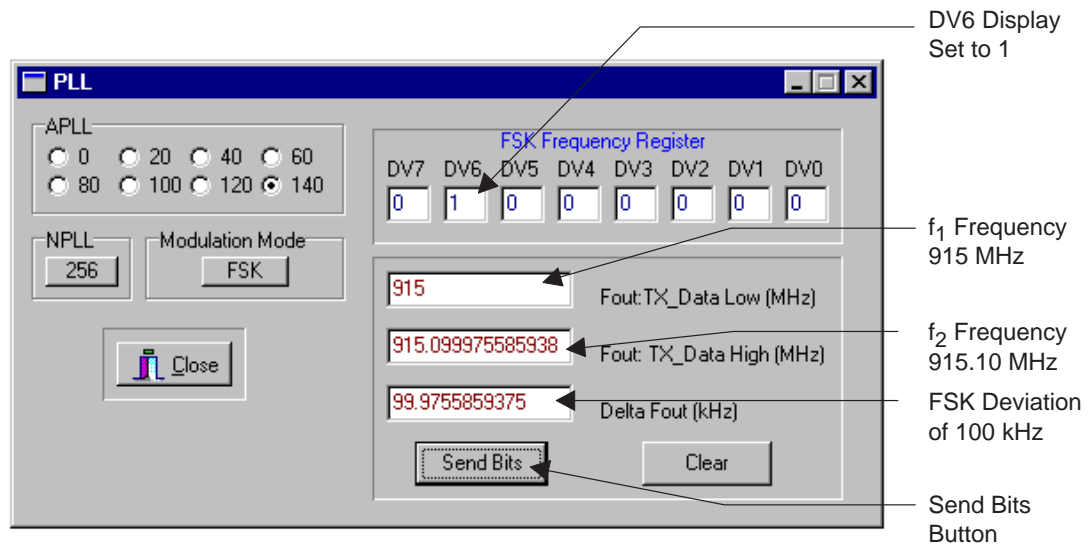 DV6 Display
Set to 1
PLL
APLL
0 20 40 60
80 100 120 140
FSK Frequency Register
DV7 DV6 DV5 DV4 DV3 DV2 DV1 DV0
0 1 0 0 0 0 0 0
NPLL
256
Modulation Mode
FSK
f1 Frequency
915 MHz
915
Fout:TX_Data Low (MHz)
915.099975585938
Fout: TX_Data High (MHz)
f2 Frequency
915.10 MHz
Close
99.9755859375
Delta Fout (kHz)
FSK Deviation
of 100 kHz
Send Bits
Clear
Send Bits
Button